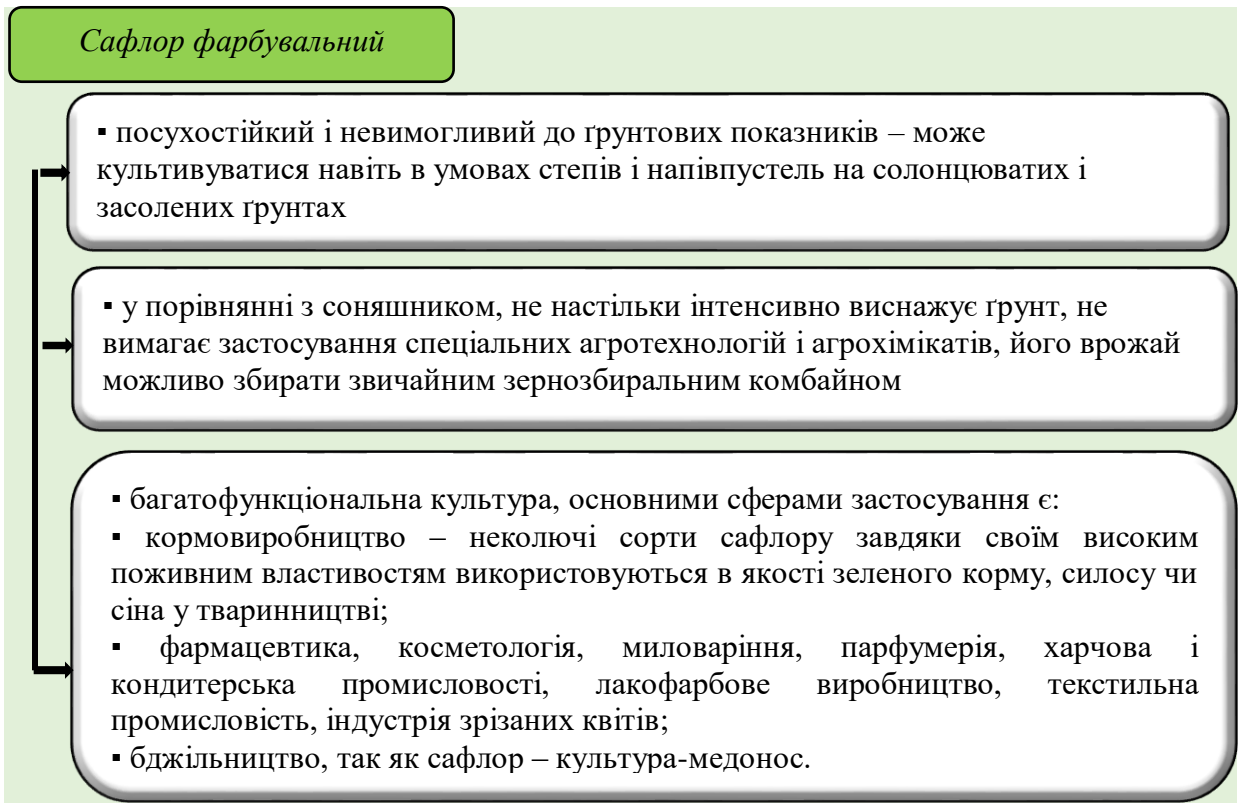 Сафлор фарбувальний
▪ посухостійкий і невимогливий до ґрунтових показників – може
культивуватися навіть в умовах степів і напівпустель на солонцюватих і
засолених ґрунтах
▪ у порівнянні з соняшником, не настільки інтенсивно виснажує ґрунт, не
вимагає застосування спеціальних агротехнологій і агрохімікатів, його врожай
можливо збирати звичайним зернозбиральним комбайном
▪ багатофункціональна культура, основними сферами застосування є:
▪ кормовиробництво – неколючі сорти сафлору завдяки своїм високим
поживним властивостям використовуються в якості зеленого корму, силосу чи
сіна у тваринництві;
▪ фармацевтика, косметологія, миловаріння, парфумерія, харчова і
кондитерська промисловості, лакофарбове виробництво, текстильна
промисловість, індустрія зрізаних квітів;
▪ бджільництво, так як сафлор – культура-медонос.